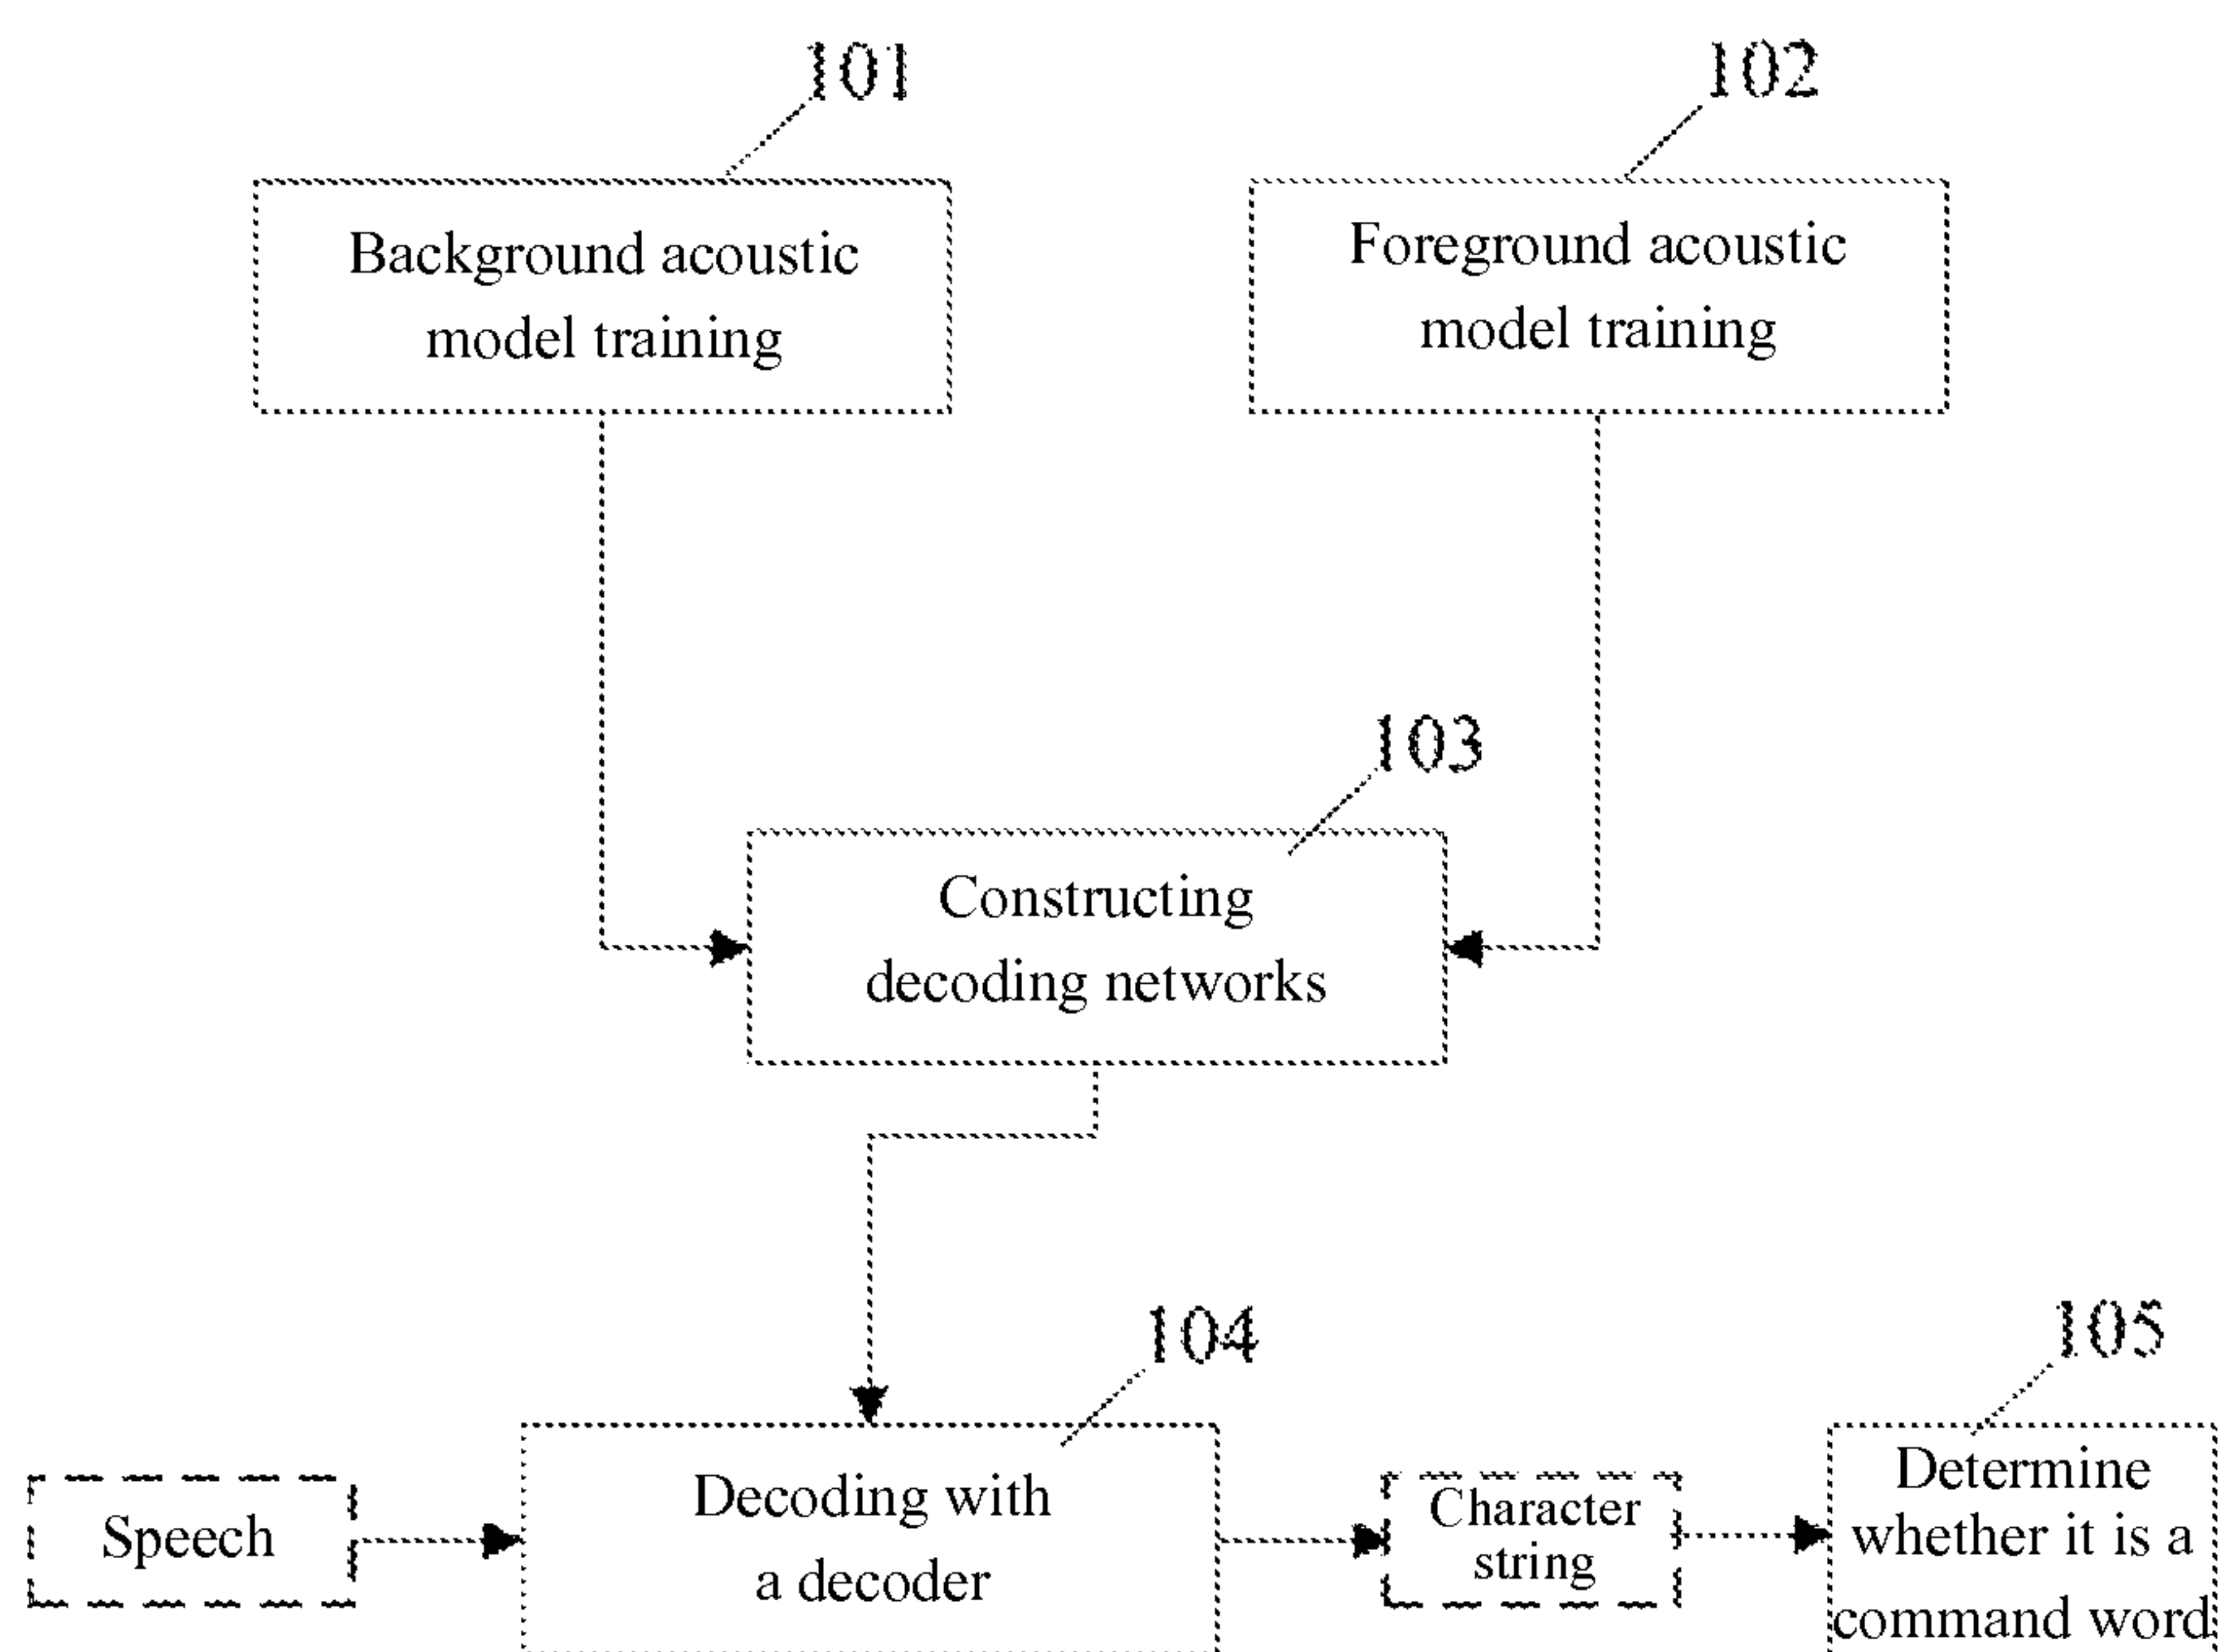 101
102
Background acoustic
model training
Foreground acoustic
model training
103
Constructing
decoding networks
104
105
Speech
Decoding with
a decoder
Character
string
Determine
whether it is a
command word